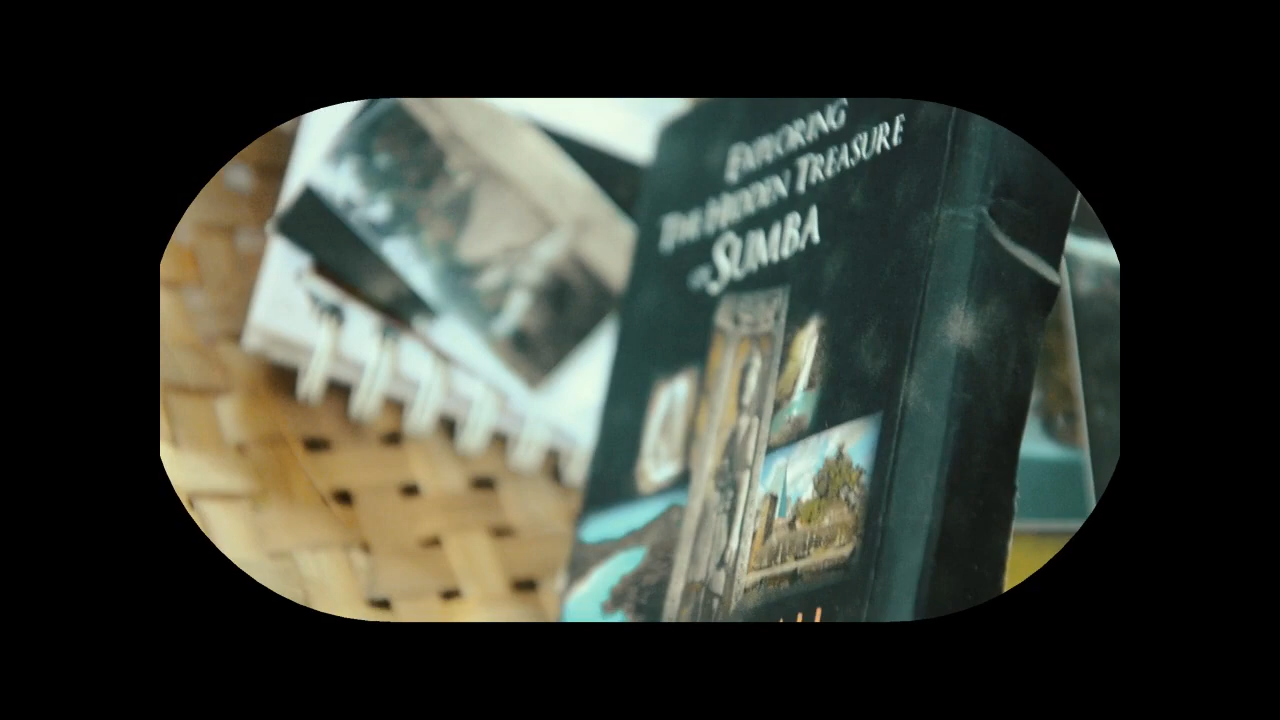 EXPLORING
THE HIDDEN TREASURE
OF SUMBA